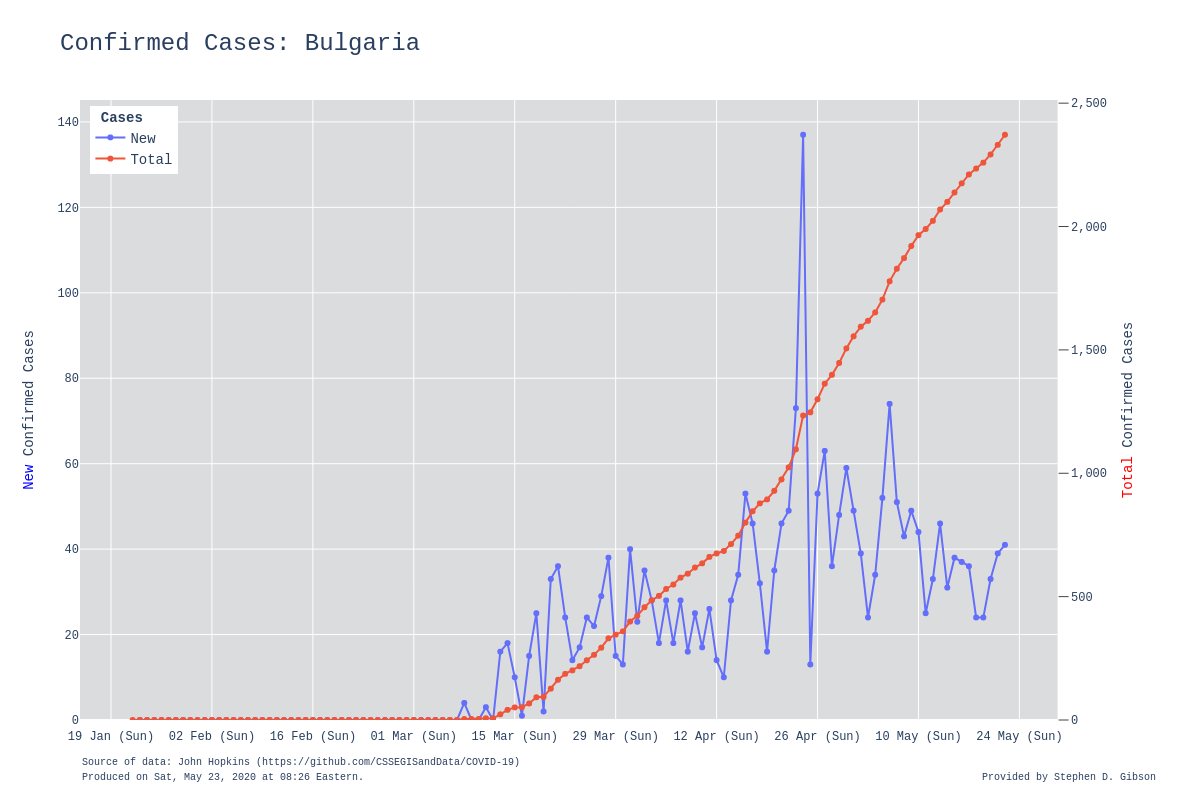 Confirmed Cases: Bulgaria
Cases
New
Total
140
120
100
80
60
40
20
0
2,500
2,000
1,500
1,000
500
0
New Confirmed Cases
Total Confirmed Cases
19 Jan (Sun) 02 Feb (Sun) 16 Feb (Sun) 01 Mar (Sun) 15 Mar (Sun) 29 Mar (Sun) 12 Apr (Sun) 26 Apr (Sun) 10 May (Sun) 24 May (Sun)
Source of data: John Hopkins (https://github.com/CSSEGISandData/COVID-19)
Produced on Sat, May 23, 2020 at 08:26 Eastern.
Provided by Stephen D. Gibson